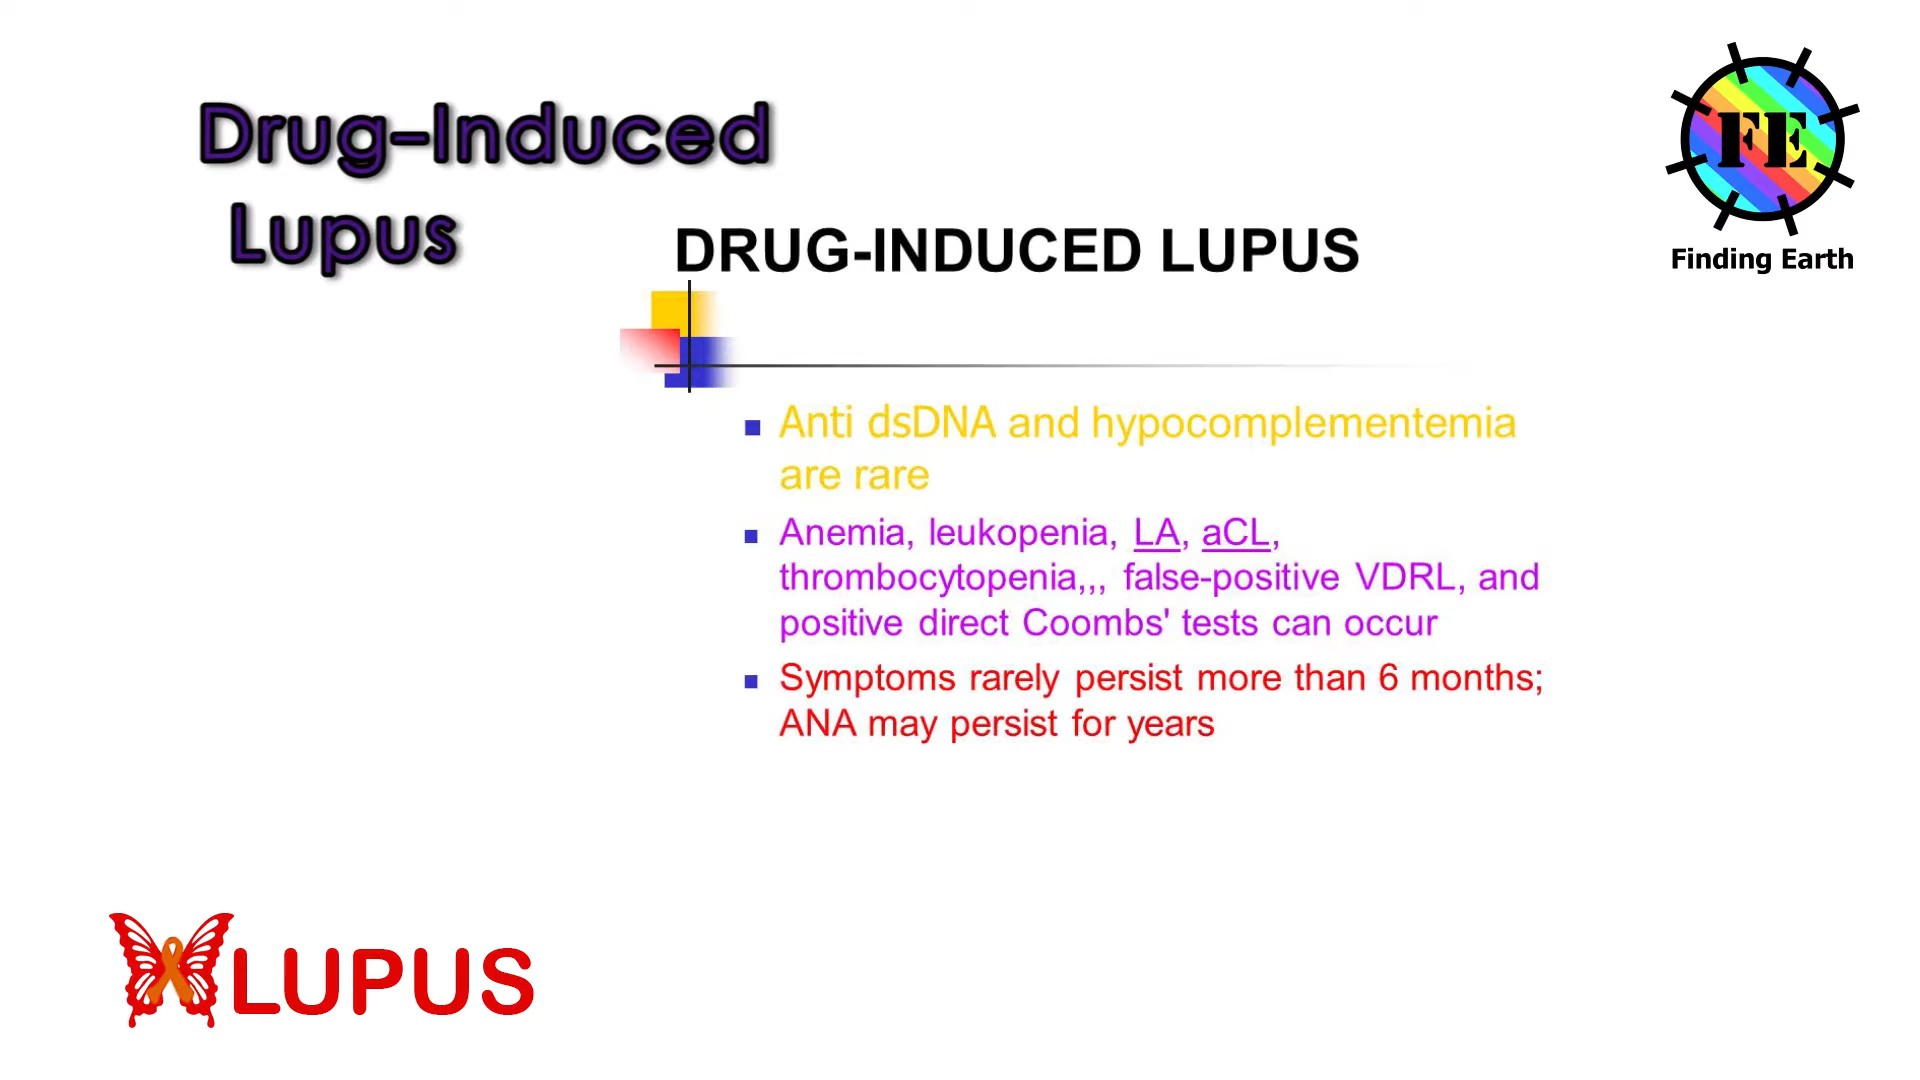 Drug-Induced
Lupus
FE
Finding Earth
DRUG-INDUCED LUPUS
Anti dsDNA and hypocomplementemia
are rare
Anemia, leukopenia, LA, aCL,
thrombocytopenia,,, false-positive VDRL, and
positive direct Coombs' tests can occur
Symptoms rarely persist more than 6 months;
ANA may persist for years
LUPUS